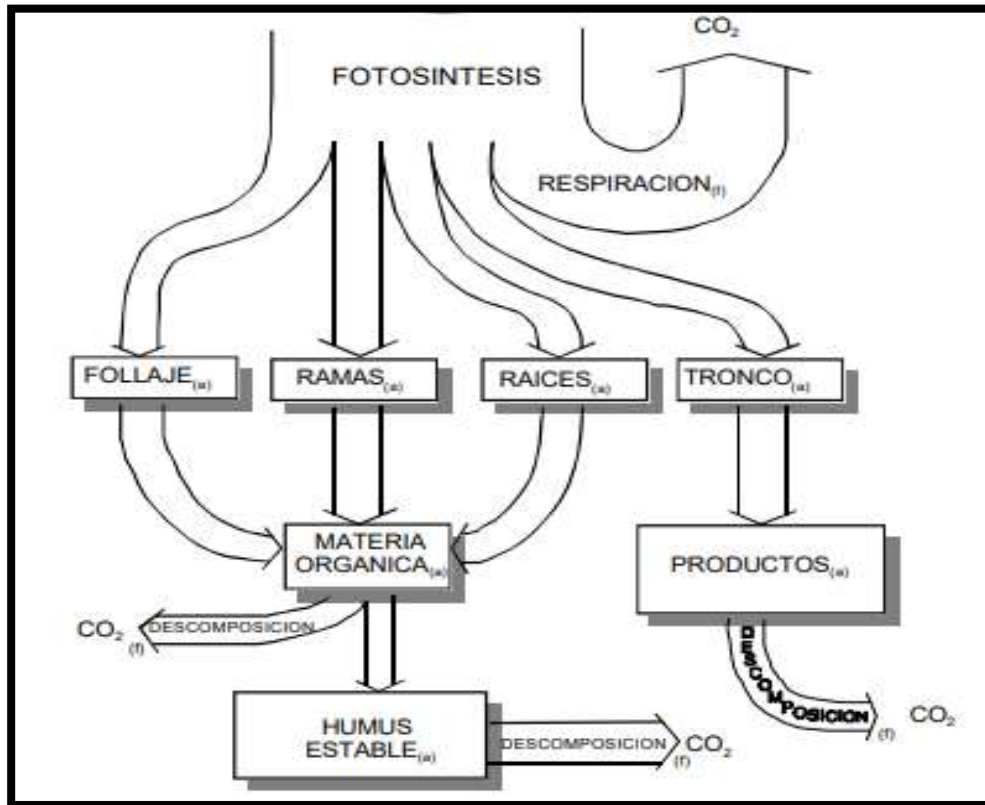 CO2
FOTOSINTESIS
RESPIRACION(f)
FOLLAJE(a)
RAMAS(a)
RAICES(a)
TRONCO(a)
MATERIA
ORGANICA(a)
PRODUCTOS(a)
CO2 (f)
DESCOMPOSICION
DESCOMPOSICION
(f)
CO2
HUMUS
ESTABLE(a)
DESCOMPOSICION
(f)
CO2